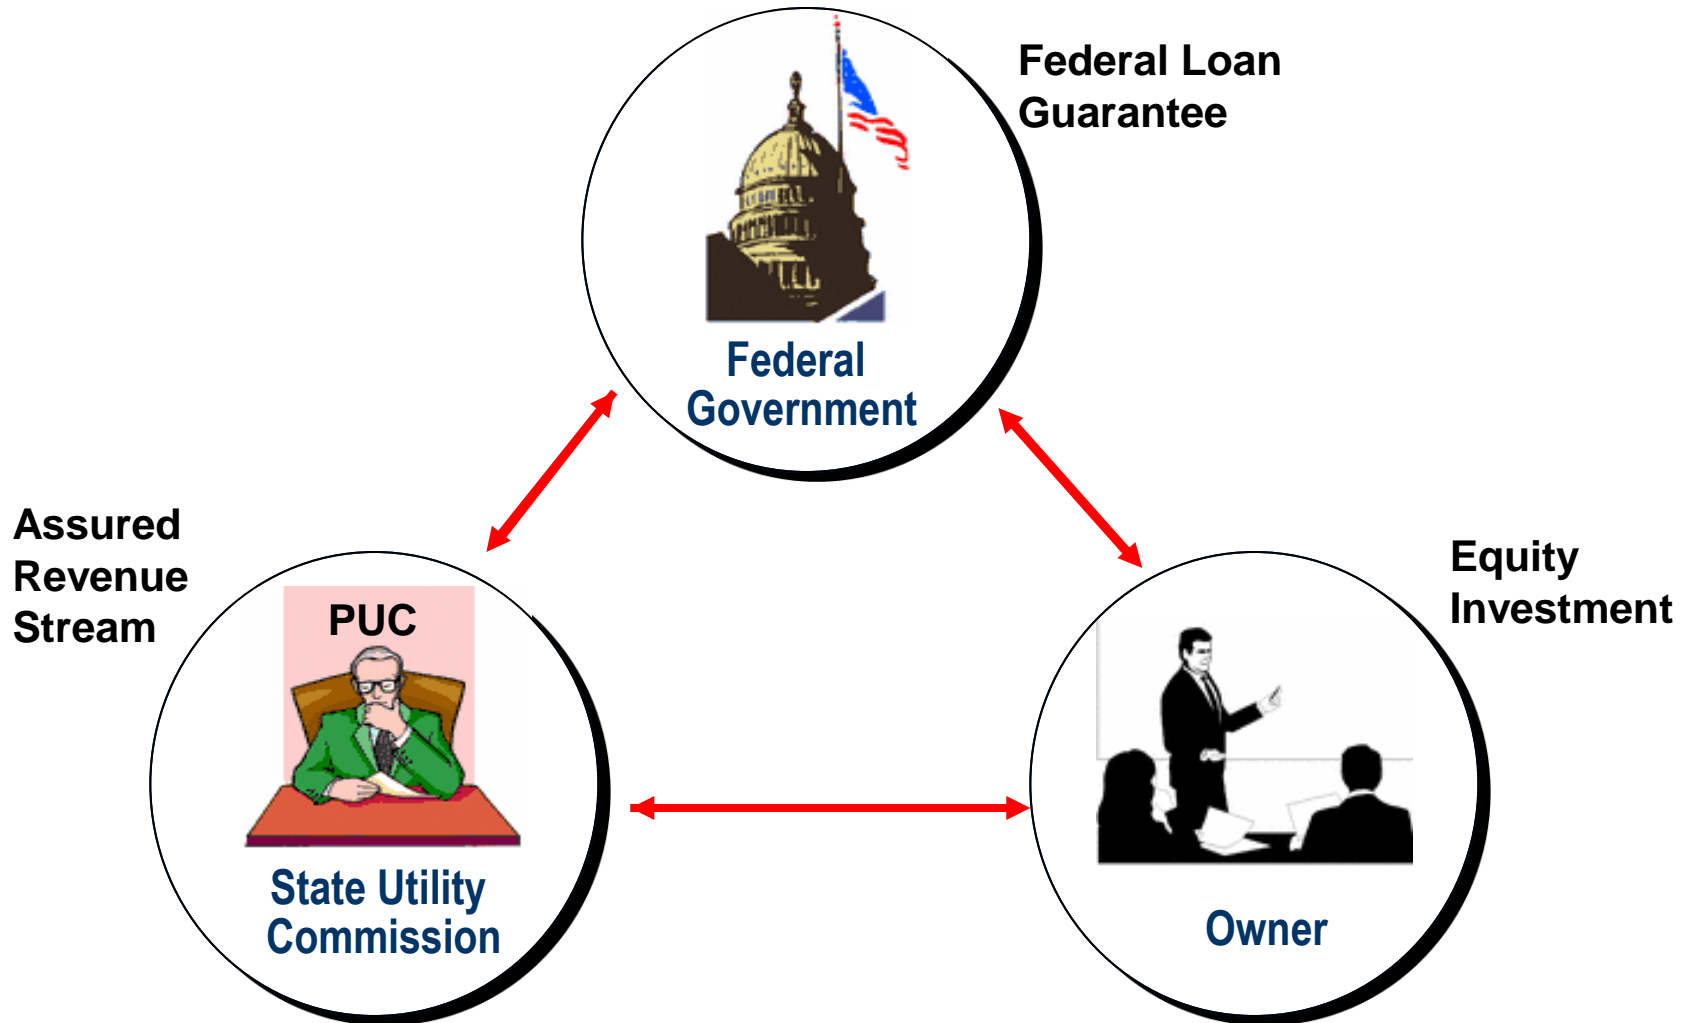 Federal Loan
Guarantee
Federal
Government
Assured
Revenue
Stream
PUC
State Utility
Commission
Equity
Investment
Owner